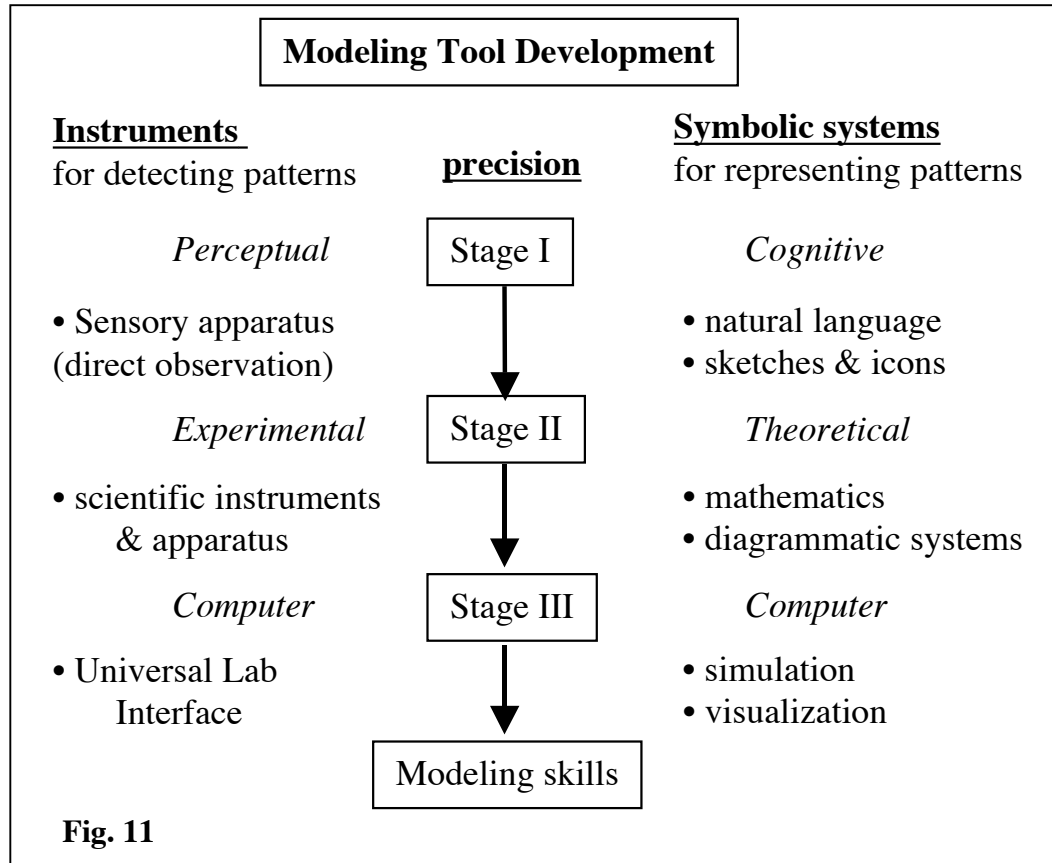 Modeling Tool Development
Instruments
for detecting patterns
precision
Symbolic systems
for representing patterns
Perceptual
Stage I
Cognitive
• Sensory apparatus
(direct observation)
• natural language
• sketches & icons
Experimental
Stage II
Theoretical
• scientific instruments
& apparatus
• mathematics
• diagrammatic systems
Computer
Stage III
Computer
• Universal Lab
Interface
• simulation
• visualization
Modeling skills
Fig. 11